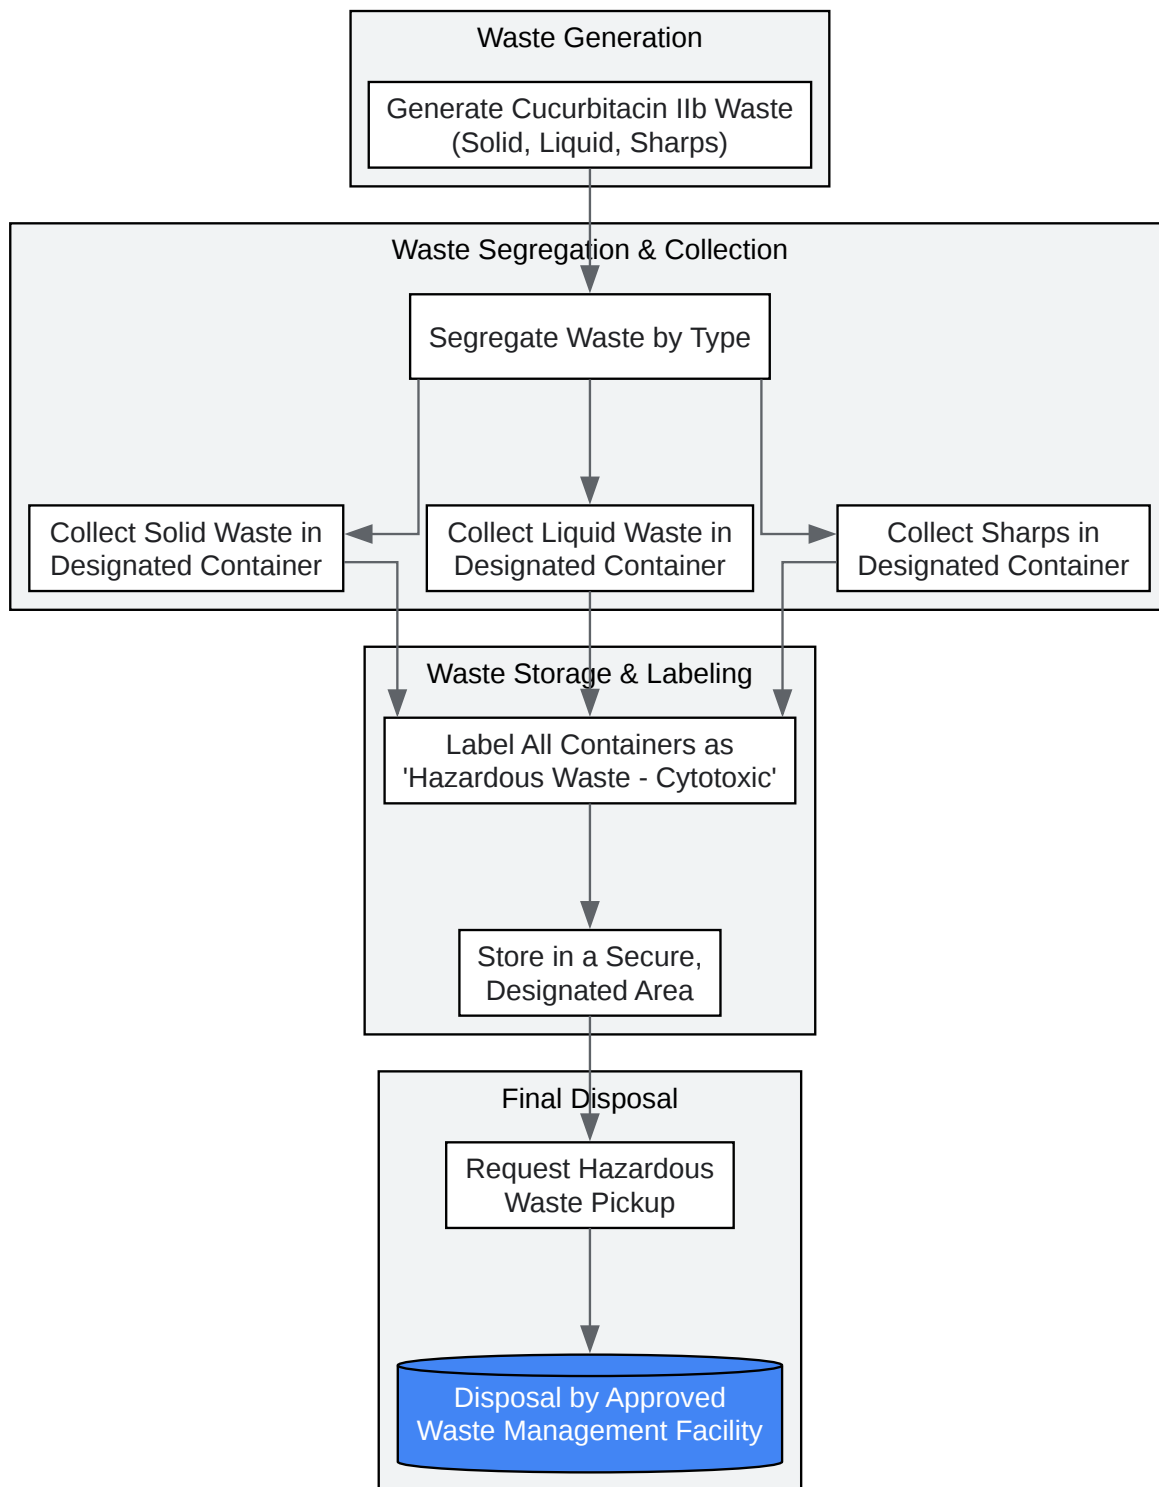 Waste Generation
Generate Cucurbitacin IIb Waste
(Solid, Liquid, Sharps)
Waste Segregation & Collection
Segregate Waste by Type
Collect Solid Waste in
Designated Container
Collect Liquid Waste in
Designated Container
Collect Sharps in
Designated Container
Waste Storage & Labeling
Label All Containers as
'Hazardous Waste - Cytotoxic'
Store in a Secure,
Designated Area
Final Disposal
Request Hazardous
Waste Pickup
Disposal by Approved
Waste Management Facility